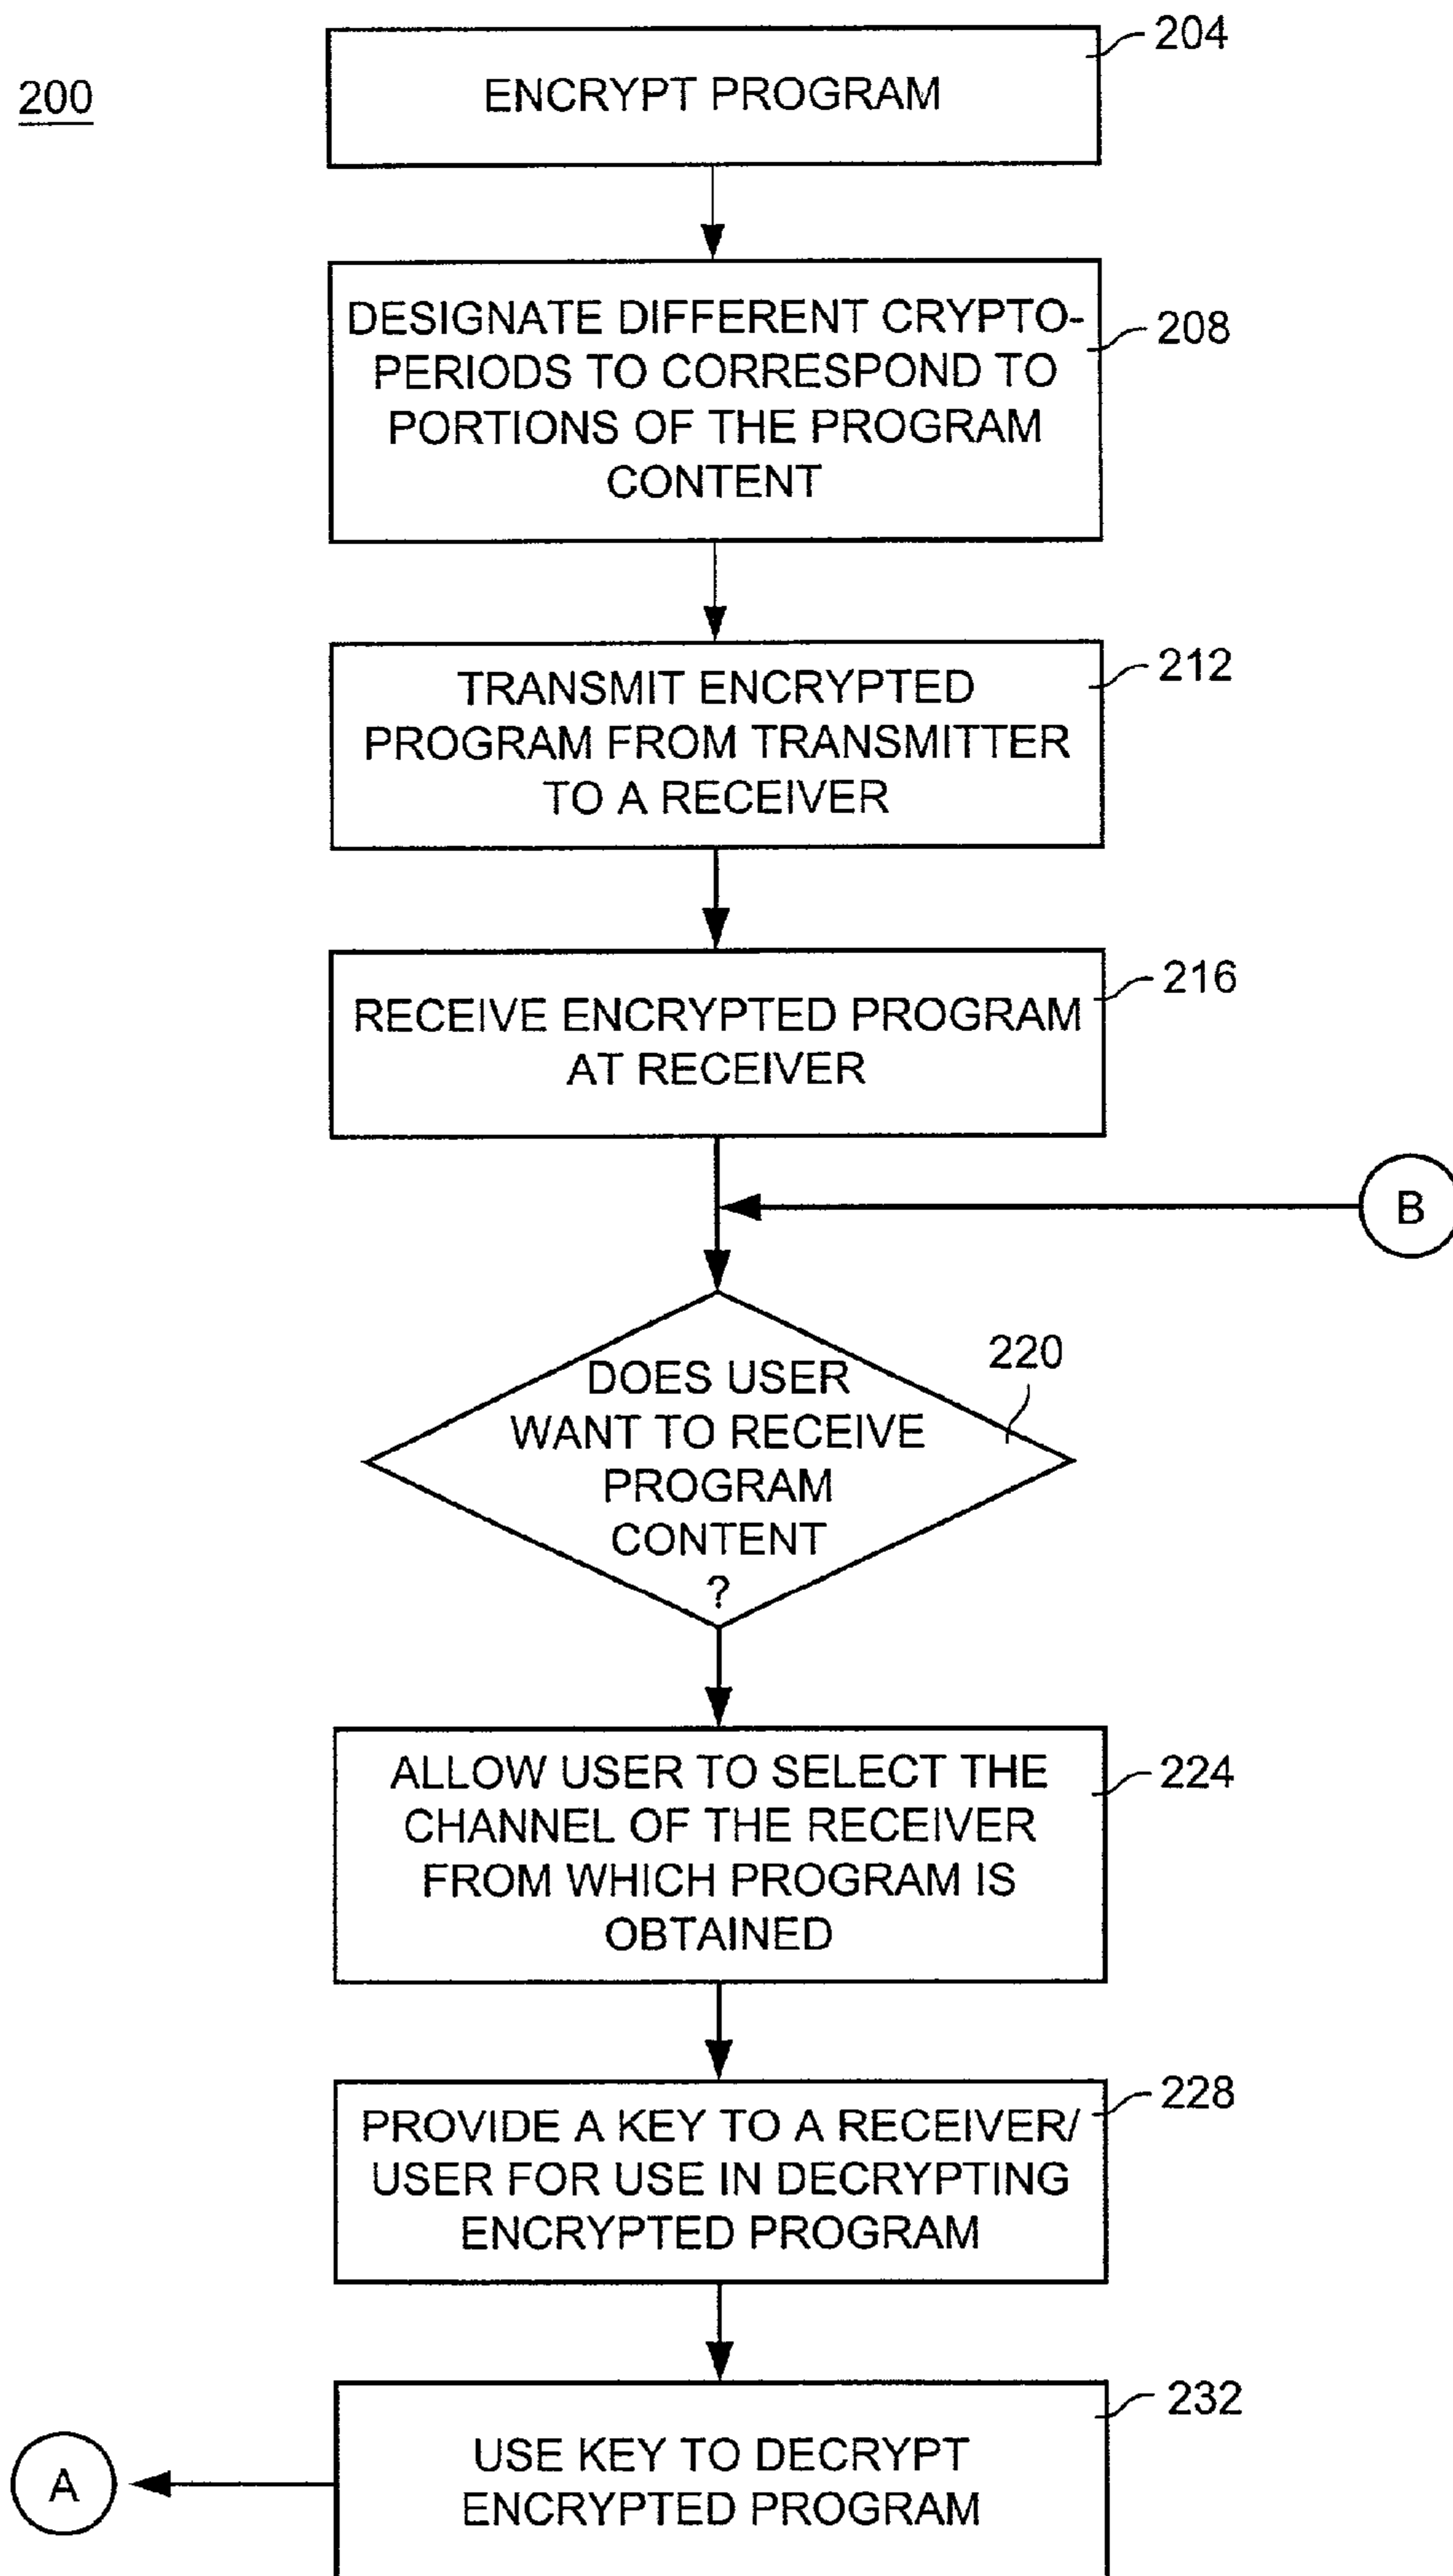 204
200
ENCRYPT PROGRAM
DESIGNATE DIFFERENT CRYPTO-
208
PERIODS TO CORRESPOND TO
PORTIONS OF THE PROGRAM
CONTENT
212
TRANSMIT ENCRYPTED
PROGRAM FROM TRANSMITTER
TO A RECEIVER
216
RECEIVE ENCRYPTED PROGRAM
AT RECEIVER
B
220
DOES USER
WANT TO RECEIVE
PROGRAM
CONTENT
?
224
ALLOW USER TO SELECT THE
CHANNEL OF THE RECEIVER
FROM WHICH PROGRAM IS
OBTAINED
228
PROVIDE A KEY TO A RECEIVER/
USER FOR USE IN DECRYPTING
ENCRYPTED PROGRAM
232
USE KEY TO DECRYPT
ENCRYPTED PROGRAM
A